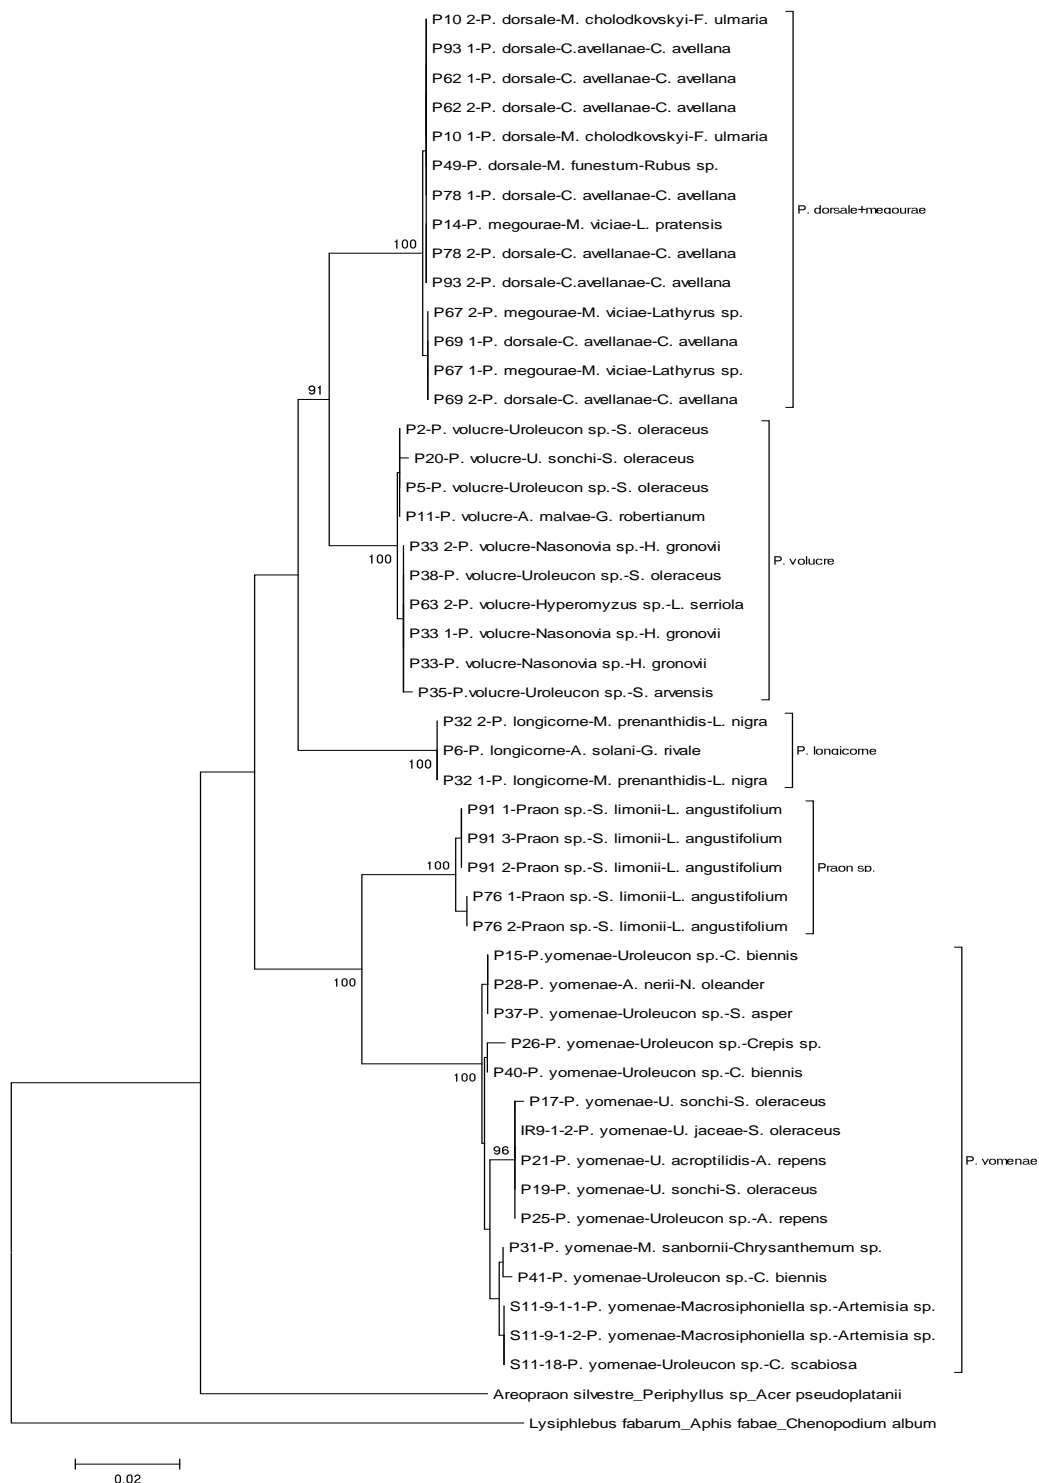 P10 2-P. dorsale-M. cholodkovskyi-F. ulmaria
P93 1-P. dorsale-C.avellanae-C. avellana
P62 1-P. dorsale-C. avellanae-C. avellana
P62 2-P. dorsale-C. avellanae-C. avellana
P10 1-P. dorsale-M. cholodkovskyi-F. ulmaria
P49-P. dorsale-M. funestum-Rubus sp.
P78 1-P. dorsale-C. avellanae-C. avellana
P. dorsale+megourae
P14-P. megourae-M. viciae-L. pratensis
100
P78 2-P. dorsale-C. avellanae-C. avellana
P93 2-P. dorsale-C.avellanae-C. avellana
P67 2-P. megourae-M. viciae-Lathyrus sp.
P69 1-P. dorsale-C. avellanae-C. avellana
P67 1-P. megourae-M. viciae-Lathyrus sp.
91
P69 2-P. dorsale-C. avellanae-C. avellana
P2-P. volucre-Uroleucon sp.-S. oleraceus
P20-P. volucre-U. sonchi-S. oleraceus
P5-P. volucre-Uroleucon sp.-S. oleraceus
P11-P. volucre-A. malvae-G. robertianum
P33 2-P. volucre-Nasonovia sp.-H. gronovii
100
P. volucre
P38-P. volucre-Uroleucon sp.-S. oleraceus
P63 2-P. volucre-Hyperomyzus sp.-L. serriola
P33 1-P. volucre-Nasonovia sp.-H. gronovii
P33-P. volucre-Nasonovia sp.-H. gronovii
P35-P.volucre-Uroleucon sp.-S. arvensis
P32 2-P. longicorne-M. prenanthidis-L. nigra
P6-P. longicorne-A. solani-G. rivale
P. longicorne
100
P32 1-P. longicorne-M. prenanthidis-L. nigra
P91 1-Praon sp.-S. limonii-L. angustifolium
P91 3-Praon sp.-S. limonii-L. angustifolium
100
P91 2-Praon sp.-S. limonii-L. angustifolium
Praon sp.
P76 1-Praon sp.-S. limonii-L. angustifolium
P76 2-Praon sp.-S. limonii-L. angustifolium
P15-P.yomenae-Uroleucon sp.-C. biennis
100
P28-P. yomenae-A. nerii-N. oleander
P37-P. yomenae-Uroleucon sp.-S. asper
P26-P. yomenae-Uroleucon sp.-Crepis sp.
P40-P. yomenae-Uroleucon sp.-C. biennis
100
P17-P. yomenae-U. sonchi-S. oleraceus
IR9-1-2-P. yomenae-U. jaceae-S. oleraceus
96
P21-P. yomenae-U. acroptilidis-A. repens
P. yomenae
P19-P. yomenae-U. sonchi-S. oleraceus
P25-P. yomenae-Uroleucon sp.-A. repens
P31-P. yomenae-M. sanbornii-Chrysanthemum sp.
P41-P. yomenae-Uroleucon sp.-C. biennis
S11-9-1-1-P. yomenae-Macrosiphoniella sp.-Artemisia sp.
S11-9-1-2-P. yomenae-Macrosiphoniella sp.-Artemisia sp.
S11-18-P. yomenae-Uroleucon sp.-C. scabiosa
Areopraon silvestre_Periphyllus sp_Acer pseudoplatanii
Lysiphlebus fabarum_Aphis fabae_Chenopodium album
0.02